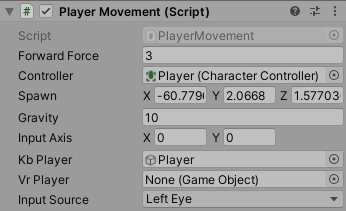 Player Movement (Script)
Script PlayerMovement
Forward Force 3
Controller Player (Character Controller)
Spawn X -60.779 Y 2.0668 Z 1.57703
Gravity 10
Input Axis X 0 Y 0
Kb Player Player
Vr Player None (Game Object)
Input Source Left Eye